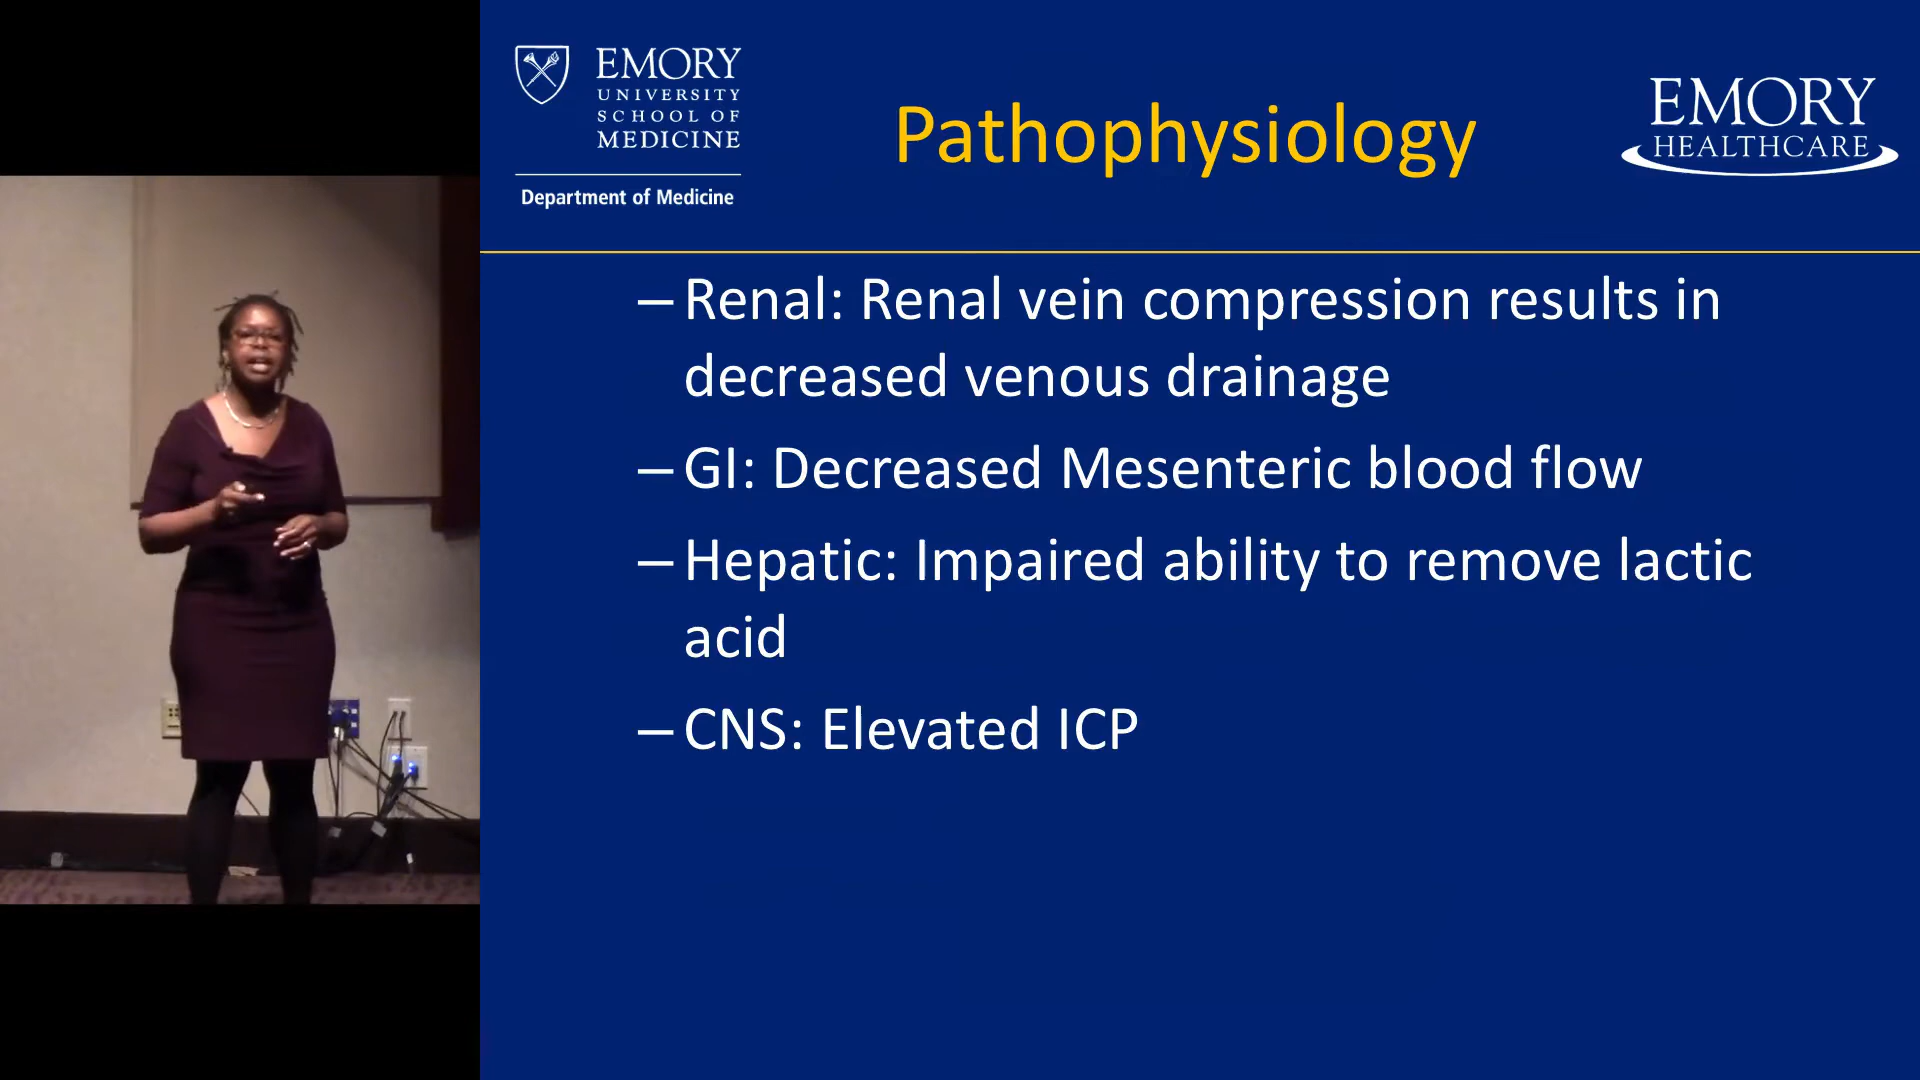 EMORY
UNIVERSITY
SCHOOL OF
MEDICINE
Department of Medicine
Pathophysiology
EMORY
HEALTHCARE
– Renal: Renal vein compression results in
decreased venous drainage
– GI: Decreased Mesenteric blood flow
– Hepatic: Impaired ability to remove lactic
acid
– CNS: Elevated ICP